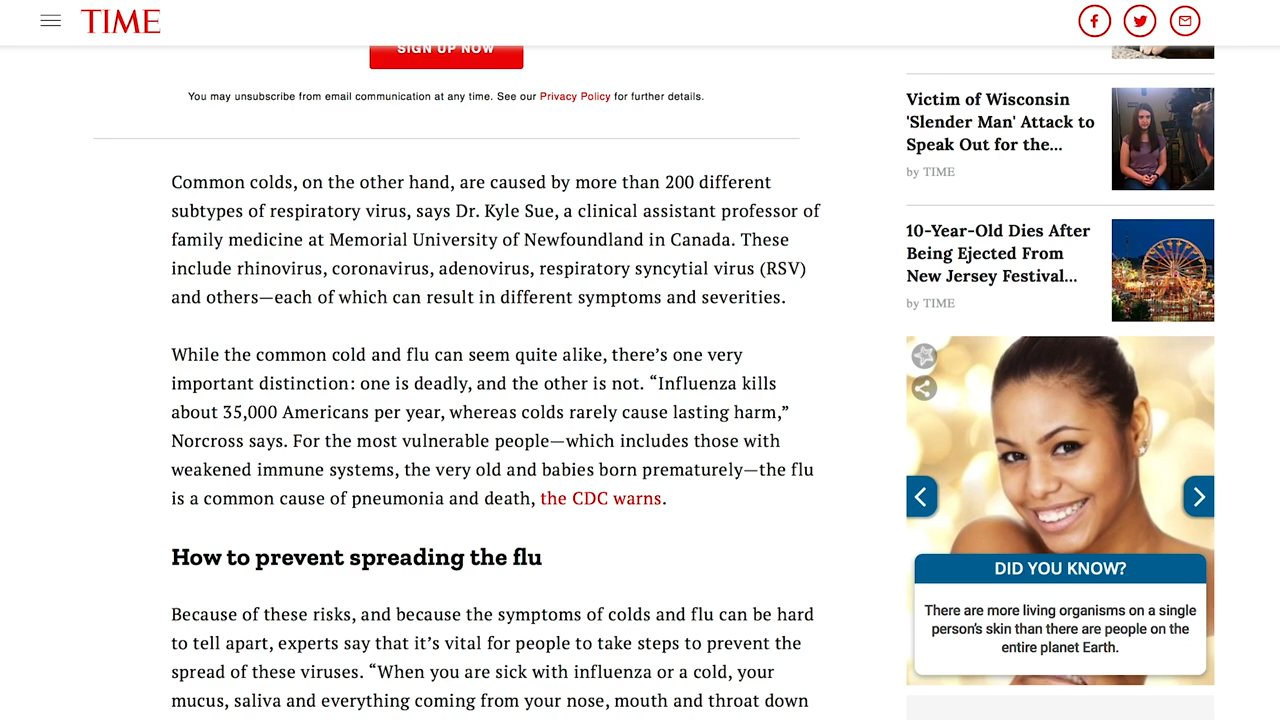 TIME
SIGN UP NOW
You may unsubscribe from email communication at any time. See our Privacy Policy for further details.
Common colds, on the other hand, are caused by more than 200 different
subtypes of respiratory virus, says Dr. Kyle Sue, a clinical assistant professor of
family medicine at Memorial University of Newfoundland in Canada. These
include rhinovirus, coronavirus, adenovirus, respiratory syncytial virus (RSV)
and others—each of which can result in different symptoms and severities.
While the common cold and flu can seem quite alike, there’s one very
important distinction: one is deadly, and the other is not. “Influenza kills
about 35,000 Americans per year, whereas colds rarely cause lasting harm,”
Norcross says. For the most vulnerable people—which includes those with
weakened immune systems, the very old and babies born prematurely—the flu
is a common cause of pneumonia and death, the CDC warns.
How to prevent spreading the flu
Because of these risks, and because the symptoms of colds and flu can be hard
to tell apart, experts say that it’s vital for people to take steps to prevent the
spread of these viruses. “When you are sick with influenza or a cold, your
mucus, saliva and everything coming from your nose, mouth and throat down
Victim of Wisconsin
'Slender Man' Attack to
Speak Out for the...
by TIME
10-Year-Old Dies After
Being Ejected From
New Jersey Festival...
by TIME
DID YOU KNOW?
There are more living organisms on a single
person's skin than there are people on the
entire planet Earth.